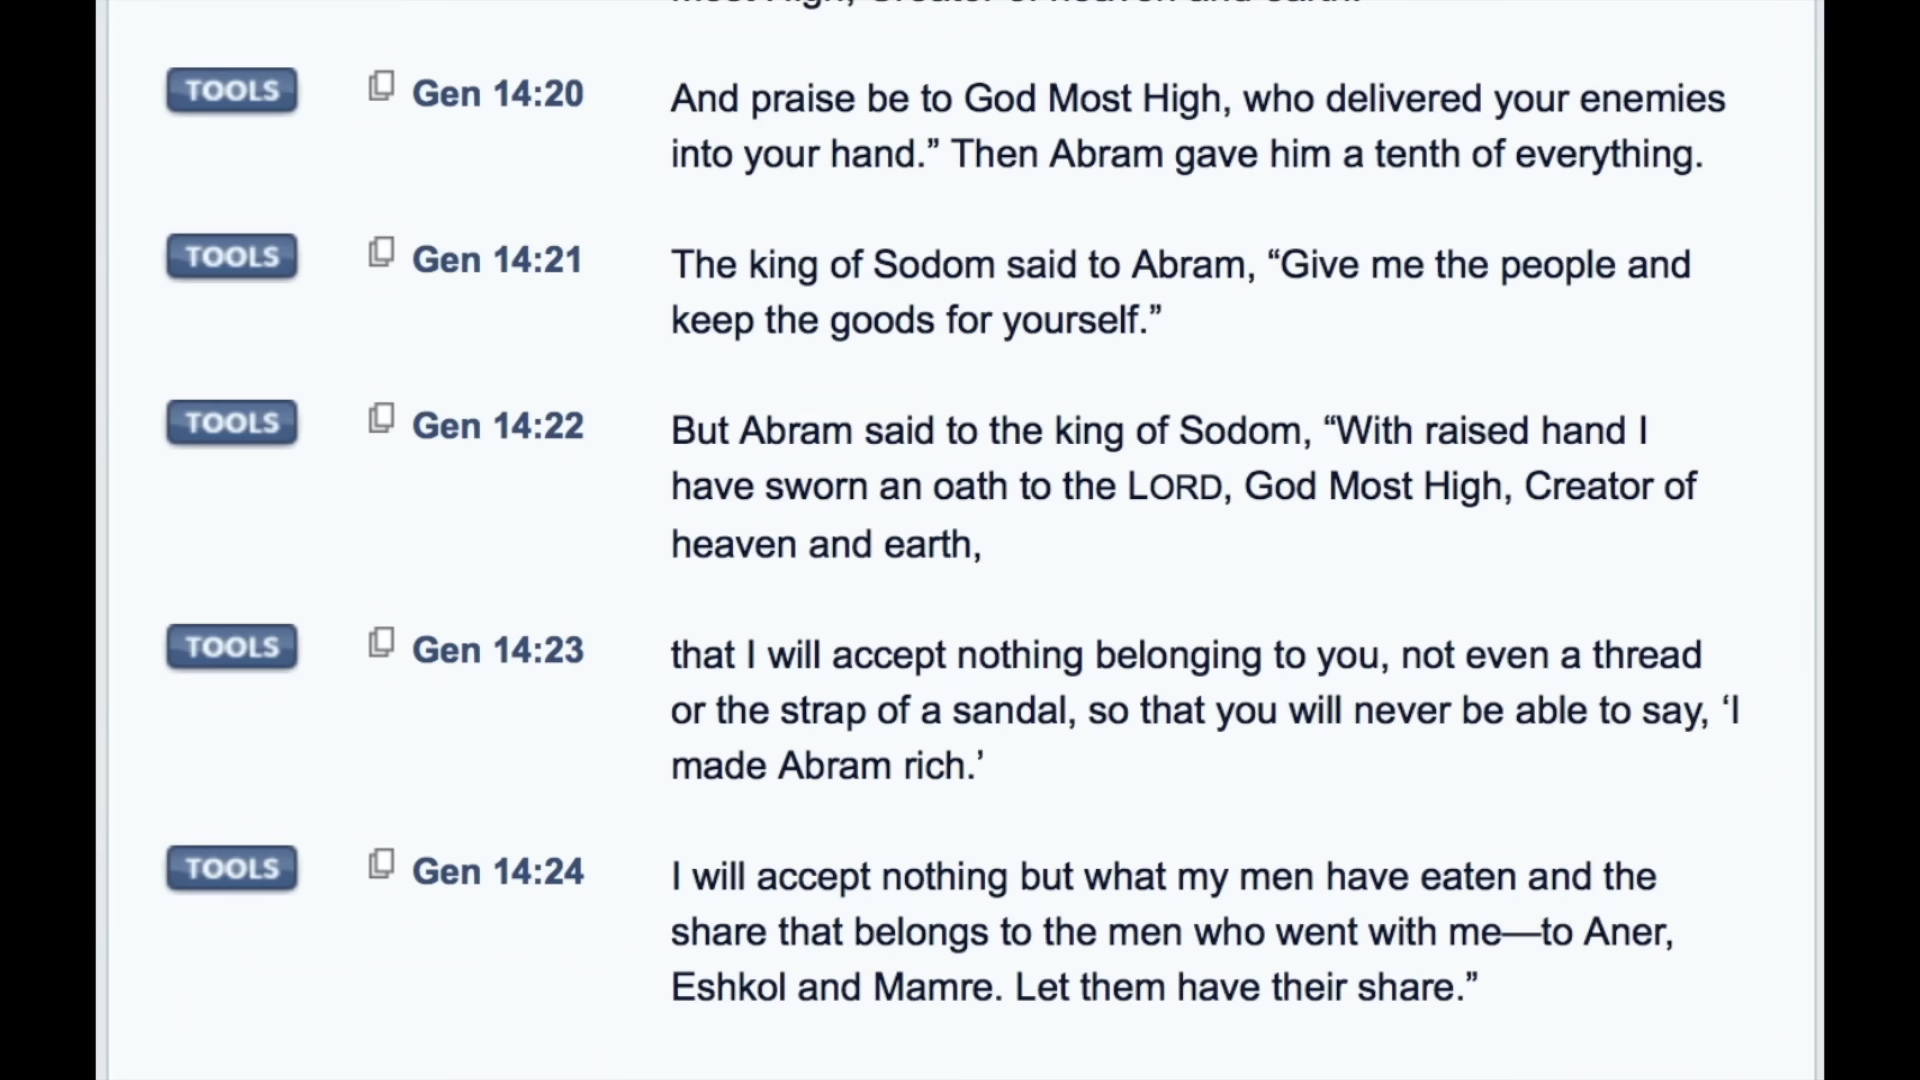 Most High, Creator of heaven and earth.
TOOLS Gen 14:20 And praise be to God Most High, who delivered your enemies
into your hand.” Then Abram gave him a tenth of everything.
TOOLS Gen 14:21 The king of Sodom said to Abram, “Give me the people and
keep the goods for yourself.”
TOOLS Gen 14:22 But Abram said to the king of Sodom, “With raised hand I
have sworn an oath to the LORD, God Most High, Creator of
heaven and earth,
TOOLS Gen 14:23 that I will accept nothing belonging to you, not even a thread
or the strap of a sandal, so that you will never be able to say, ‘I
made Abram rich.’
TOOLS Gen 14:24 I will accept nothing but what my men have eaten and the
share that belongs to the men who went with me—to Aner,
Eshkol and Mamre. Let them have their share.”